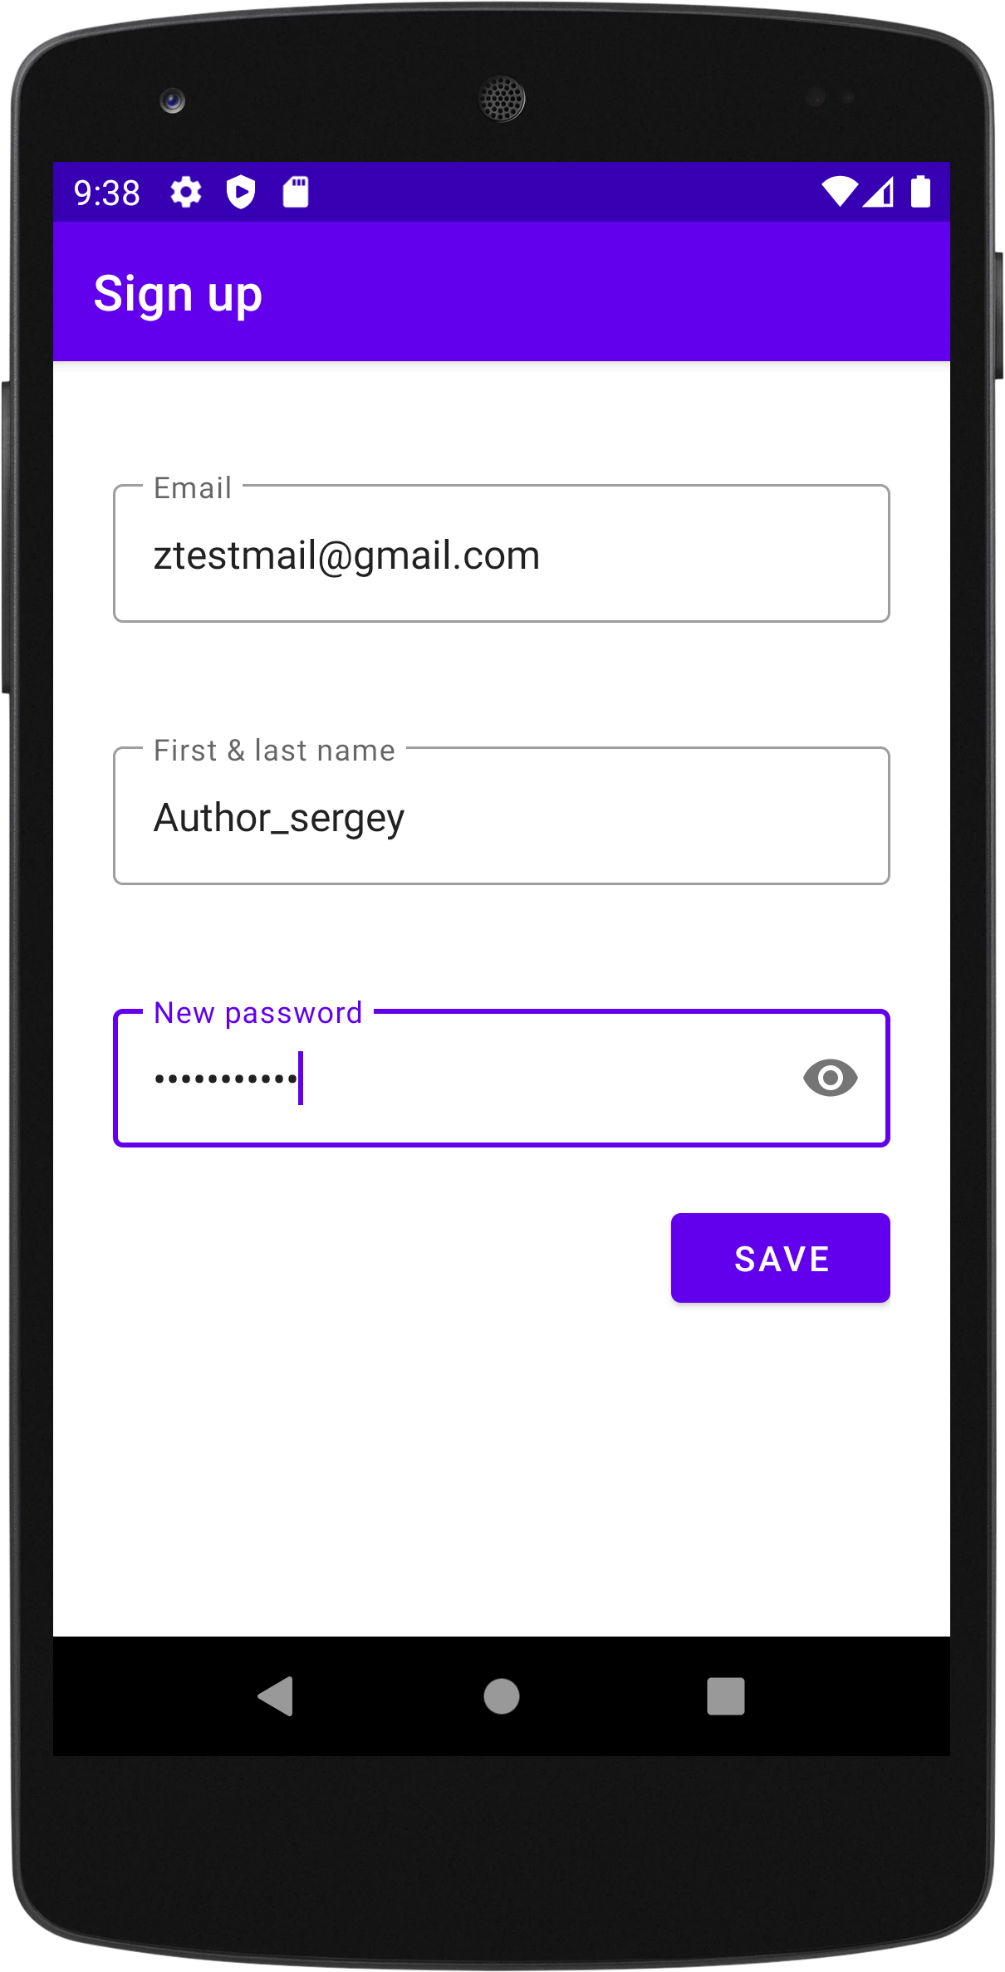 9:38
Sign up
Email
ztestmail@gmail.com
First & last name
Author_sergey
New password
•••••••••••
SAVE